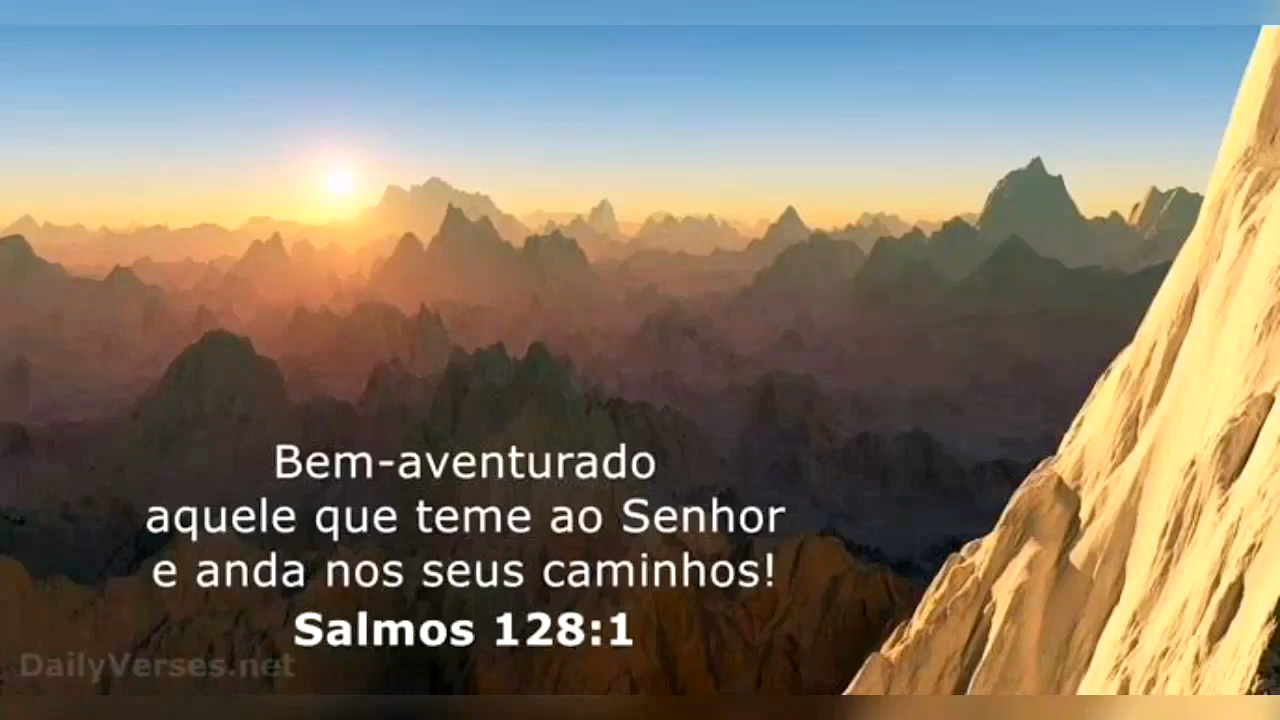 Bem-aventurado
aquele que teme ao Senhor
e anda nos seus caminhos!
Salmos 128:1
DailyVerses.net